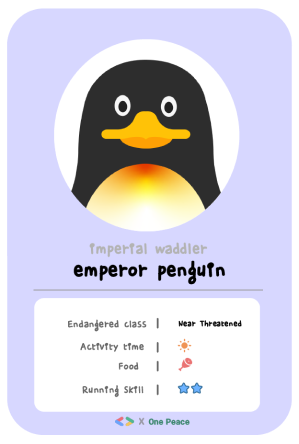 imperial waddler
emperor penguin
Endangered class | Near Threatened
Activity time |
Food |
Running Skill |
X One Peace